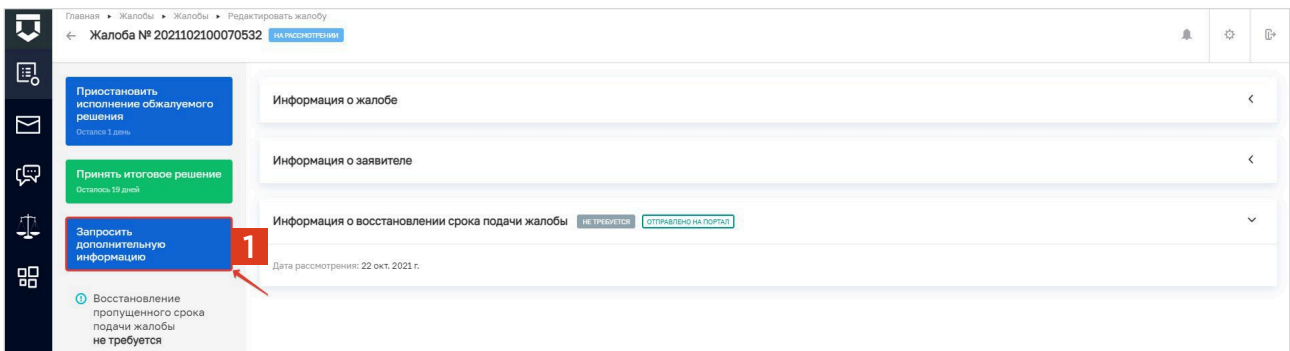 Главная ▸ Жалобы ▸ Жалобы ▸ Редактировать жалобу
← Жалоба № 2021102100070532 НА РАССМОТРЕНИИ
Приостановить
исполнение обжалуемого
решения
Остался 1 день
Принять итоговое решение
Осталось 19 дней
Запросить
дополнительную
информацию
1
Восстановление
пропущенного срока
подачи жалобы
не требуется
Информация о жалобе
Информация о заявителе
Информация о восстановлении срока подачи жалобы НЕ ТРЕБУЕТСЯ ОТПРАВЛЕНО НА ПОРТАЛ
Дата рассмотрения: 22 окт. 2021 г.